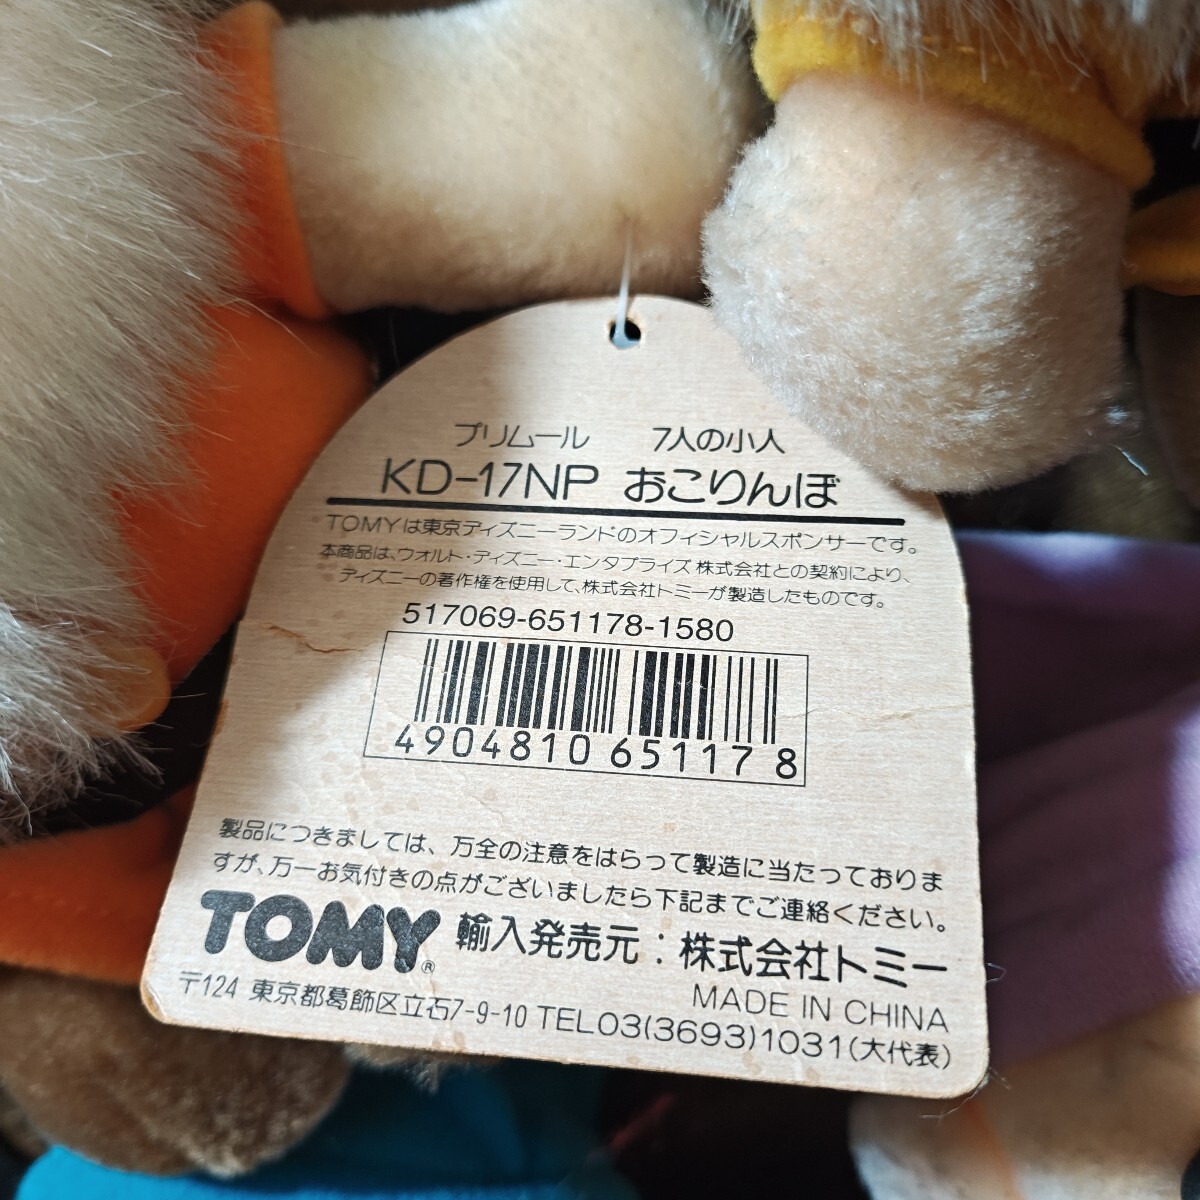 プリムール 7人の小人
KD-17NP おこりんぼ
TOMYは東京ディズニーランドのオフィシャルスポンサーです。
本商品は、ウォルト・ディズニー・エンタプライズ株式会社との契約により、
ディズニーの著作権を使用して、株式会社トミーが製造したものです。
517069-651178-1580
4904810651178
製品につきましては、万全の注意をはらって製造に当たっておりま
すが、万一お気付きの点がございましたら下記までご連絡ください。
TOMY® 輸入発売元:株式会社トミー
MADE IN CHINA
〒124 東京都葛飾区立石7-9-10 TEL03(3693)1031(大代表)